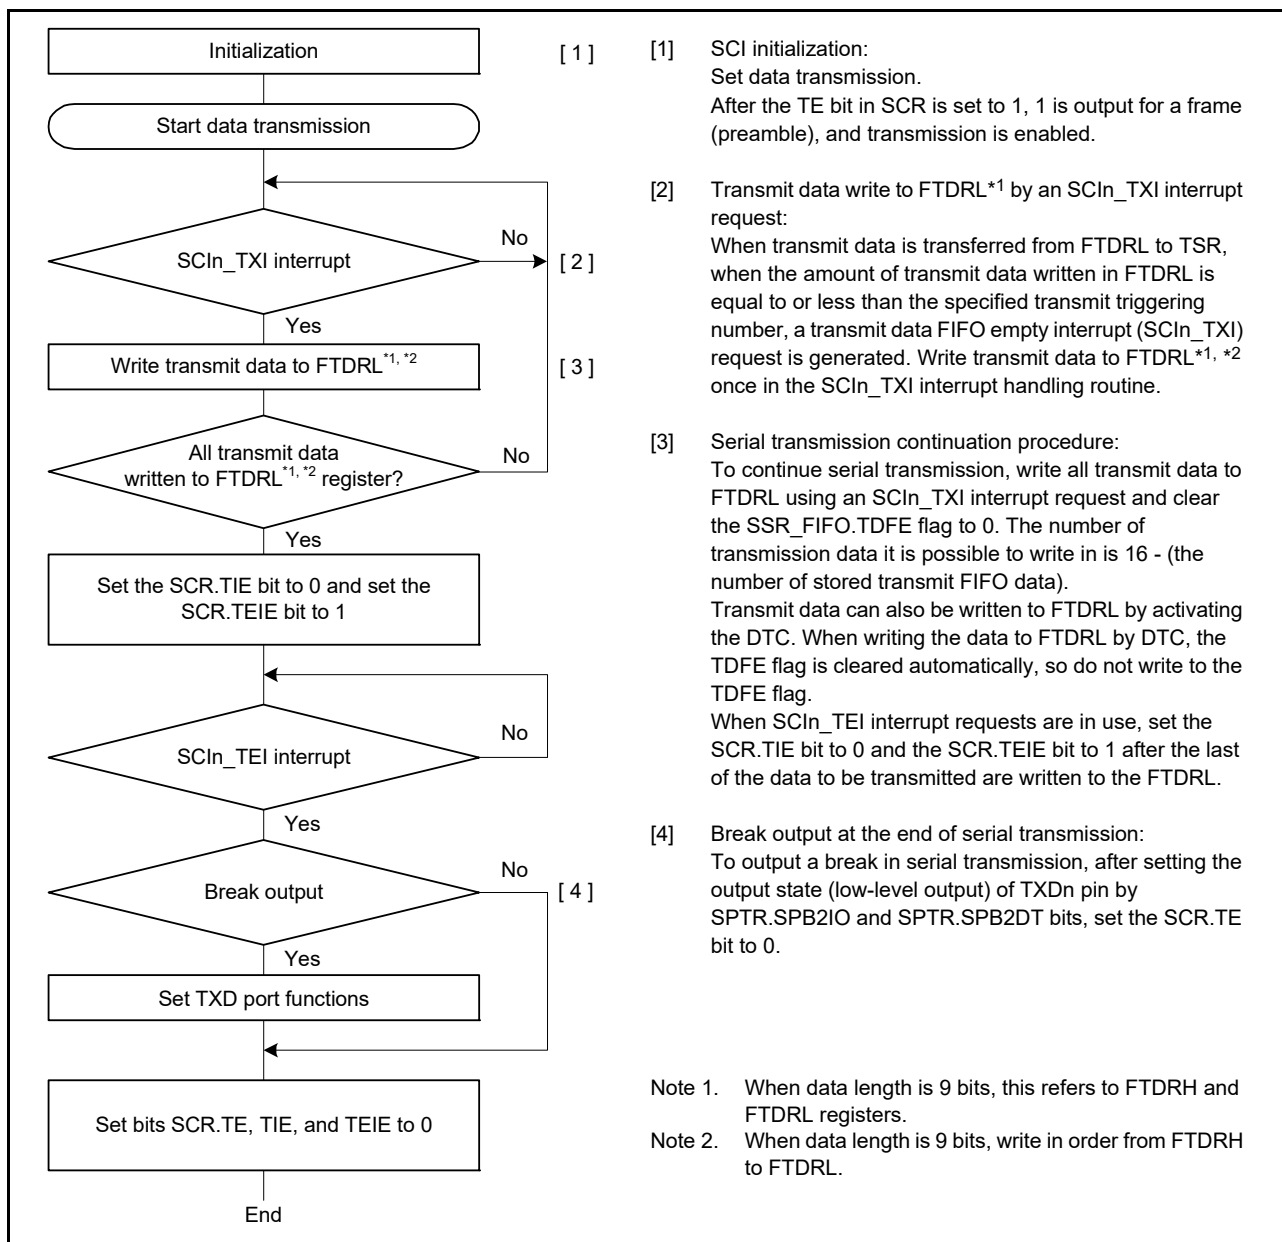 Initialization
[ 1 ]
Start data transmission
SCIn_TXI interrupt
No
[ 2 ]
Yes
Write transmit data to FTDRL*1, *2
[ 3 ]
All transmit data
written to FTDRL*1, *2 register?
No
Yes
Set the SCR.TIE bit to 0 and set the
SCR.TEIE bit to 1
SCIn_TEI interrupt
No
Yes
Break output
No
[ 4 ]
Yes
Set TXD port functions
Set bits SCR.TE, TIE, and TEIE to 0
End
[1] SCI initialization:
Set data transmission.
After the TE bit in SCR is set to 1, 1 is output for a frame
(preamble), and transmission is enabled.
[2] Transmit data write to FTDRL*1 by an SCIn_TXI interrupt
request:
When transmit data is transferred from FTDRL to TSR,
when the amount of transmit data written in FTDRL is
equal to or less than the specified transmit triggering
number, a transmit data FIFO empty interrupt (SCIn_TXI)
request is generated. Write transmit data to FTDRL*1, *2
once in the SCIn_TXI interrupt handling routine.
[3] Serial transmission continuation procedure:
To continue serial transmission, write all transmit data to
FTDRL using an SCIn_TXI interrupt request and clear
the SSR_FIFO.TDFE flag to 0. The number of
transmission data it is possible to write in is 16 - (the
number of stored transmit FIFO data).
Transmit data can also be written to FTDRL by activating
the DTC. When writing the data to FTDRL by DTC, the
TDFE flag is cleared automatically, so do not write to the
TDFE flag.
When SCIn_TEI interrupt requests are in use, set the
SCR.TIE bit to 0 and the SCR.TEIE bit to 1 after the last
of the data to be transmitted are written to the FTDRL.
[4] Break output at the end of serial transmission:
To output a break in serial transmission, after setting the
output state (low-level output) of TXDn pin by
SPTR.SPB2IO and SPTR.SPB2DT bits, set the SCR.TE
bit to 0.
Note 1. When data length is 9 bits, this refers to FTDRH and
FTDRL registers.
Note 2. When data length is 9 bits, write in order from FTDRH
to FTDRL.